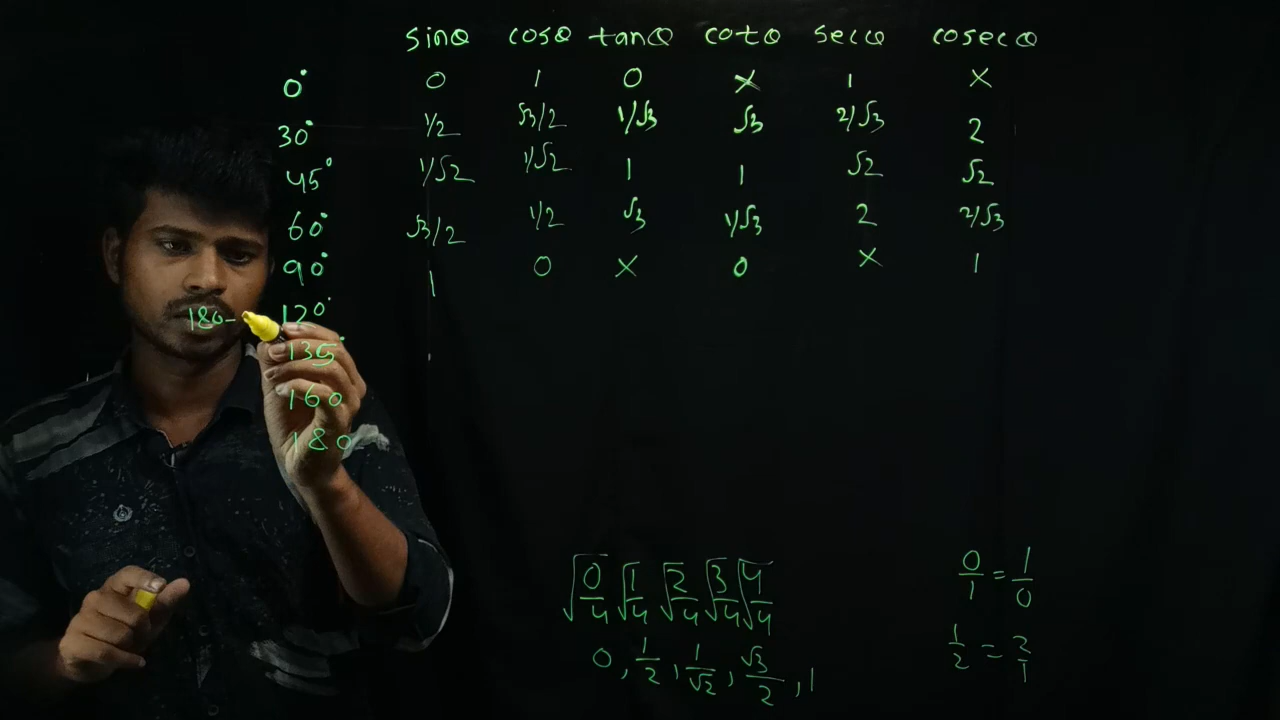 sinθ cosθ tanθ cotθ secθ cosecθ
0° 0 1 0 × 1 ×
30° 1/2 √3/2 1/√3 √3 2/√3 2
45° 1/√2 1/√2 1 1 √2 √2
60° √3/2 1/2 √3 1/√3 2 2/√3
90° 1 0 × 0 × 1
180- 120°
135°
160
180
√0/4 √1/4 √2/4 √3/4 √4/4
0, 1/2, 1/√2, √3/2, 1
0/1 = 1/0
1/2 = 2/1